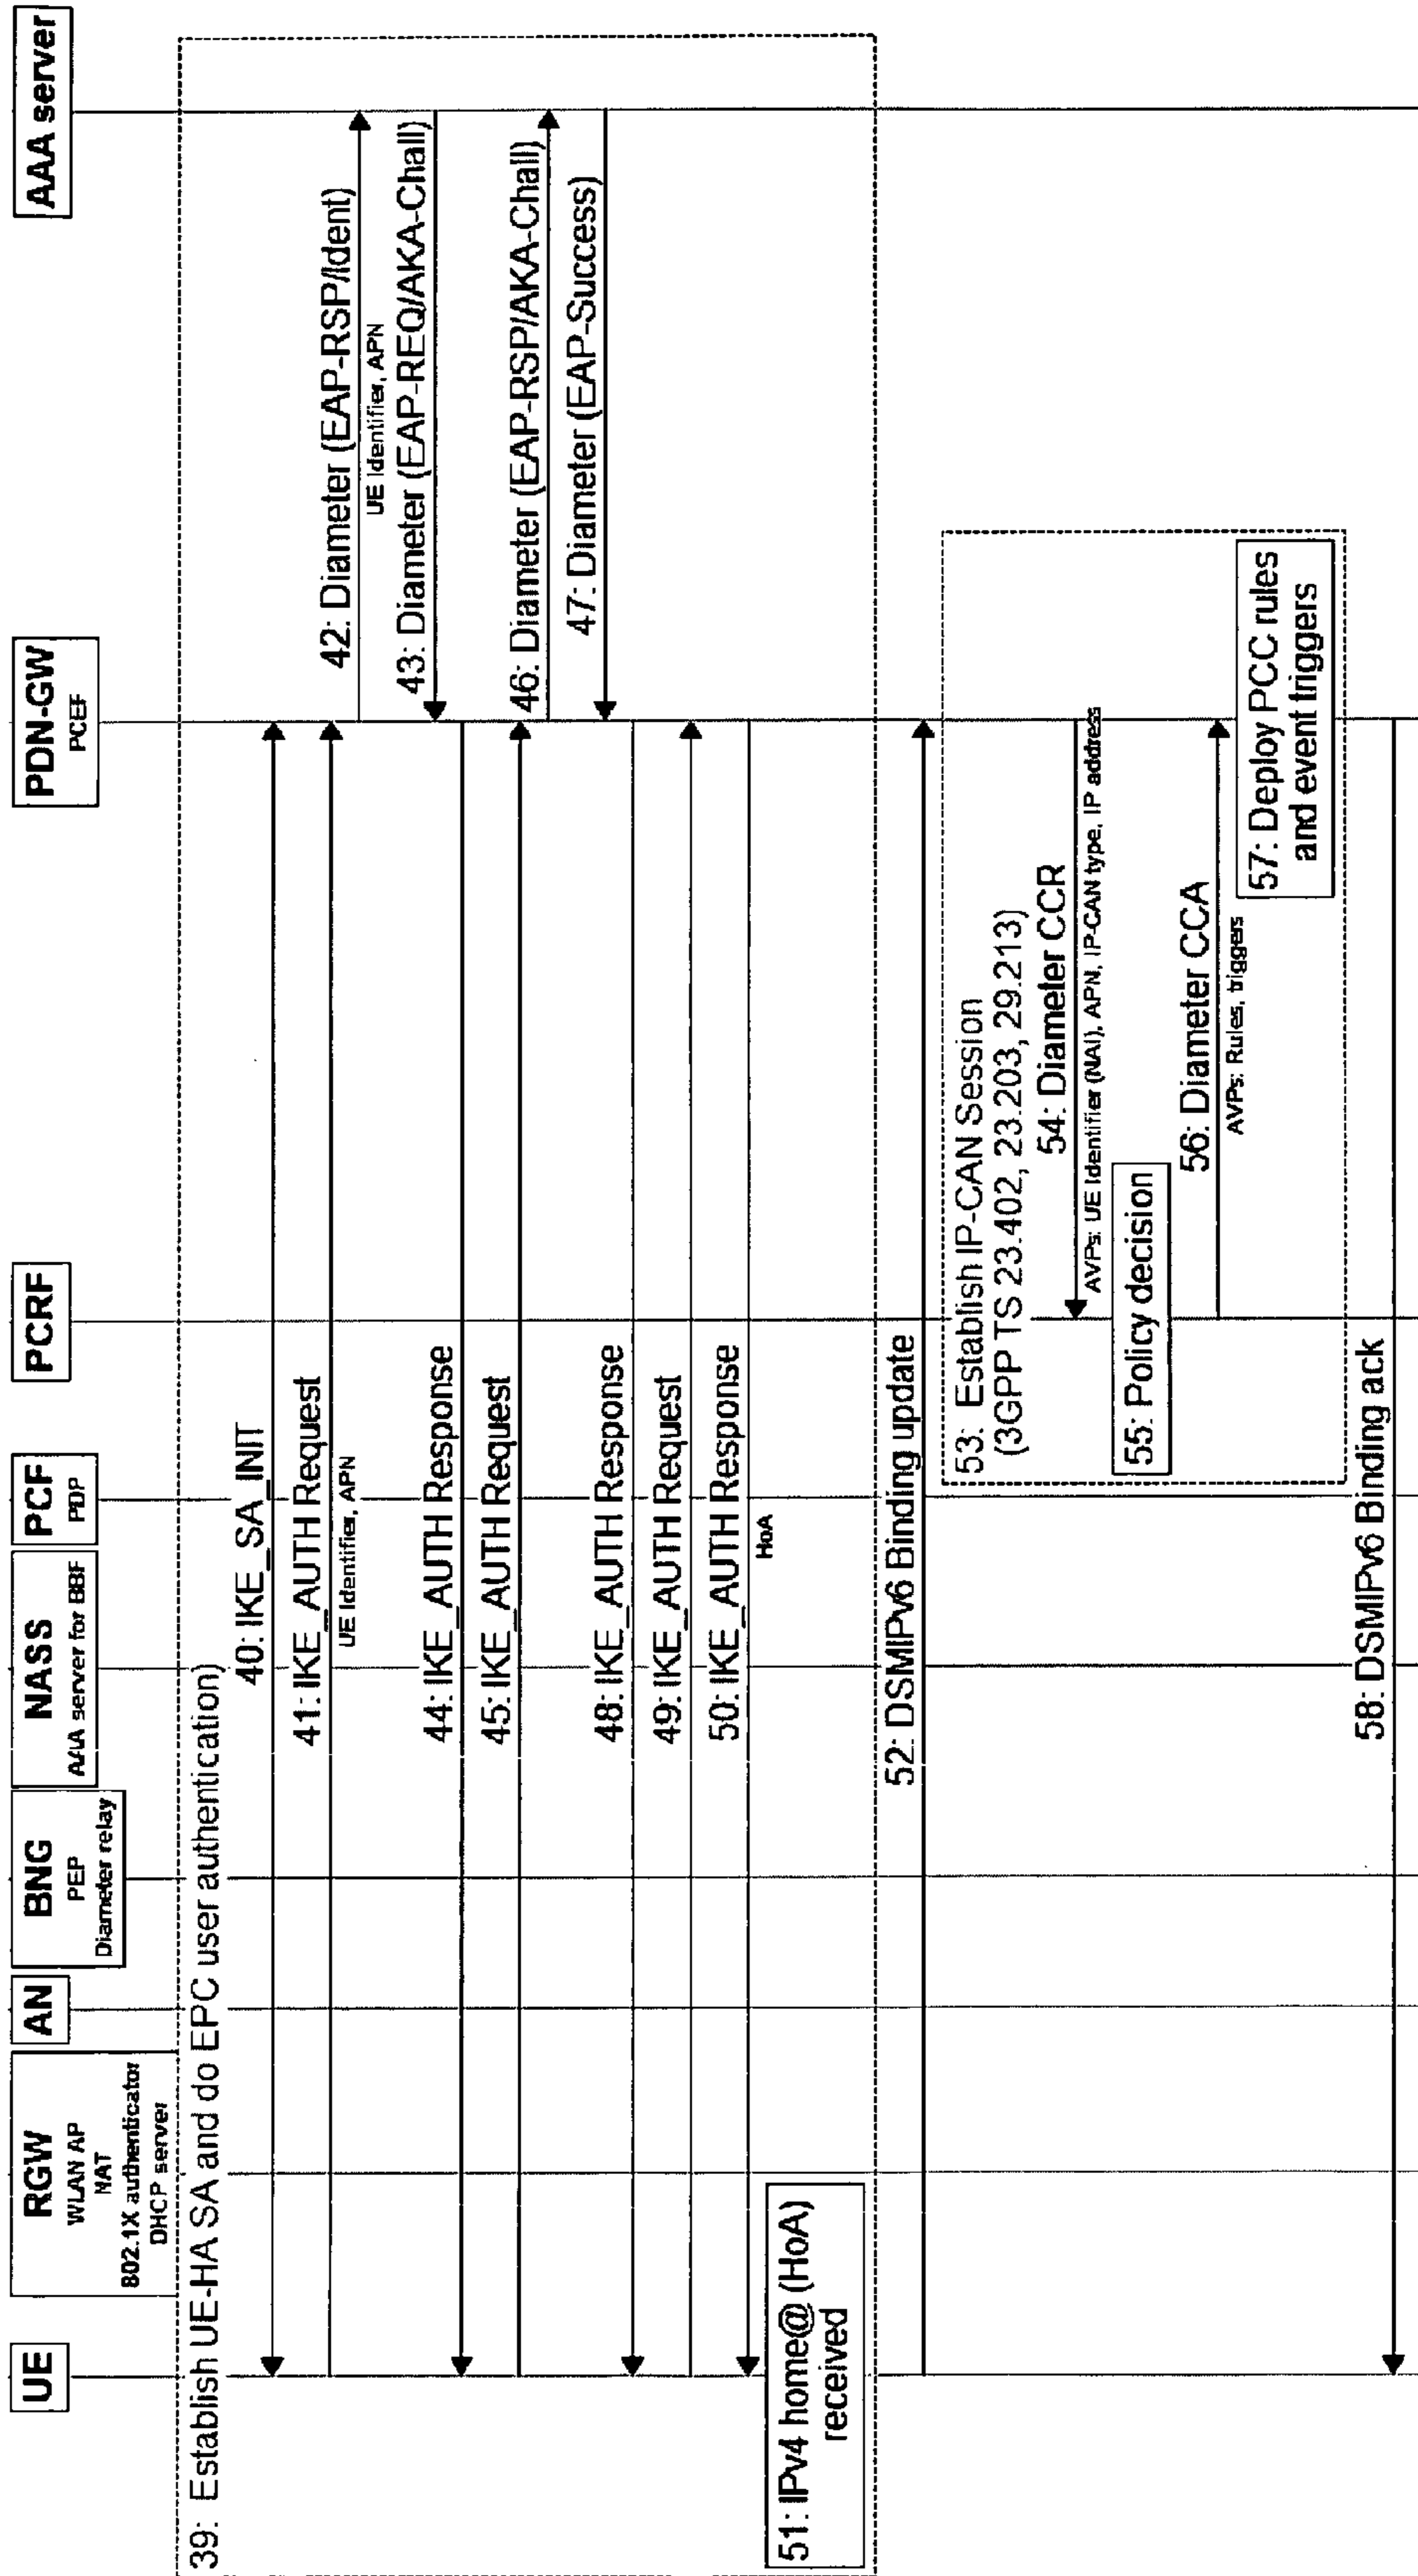 UE
RGW
WLAN AP
NAT
802.1X authenticator
DHCP server
AN
BNG
PEP
Diameter relay
NASS
AAA server for BBF
PCF
PDP
PCRF
PDN-GW
PCEF
AAA server
39: Establish UE-HA SA and do EPC user authentication)
40: IKE_SA_INIT
41: IKE_AUTH Request
UE Identifier, APN
42: Diameter (EAP-RSP/Ident)
UE Identifier, APN
43: Diameter (EAP-REQ/AKA-Chall)
44: IKE_AUTH Response
45: IKE_AUTH Request
46: Diameter (EAP-RSP/AKA-Chall)
47: Diameter (EAP-Success)
48: IKE_AUTH Response
49: IKE_AUTH Request
50: IKE_AUTH Response
HoA
51: IPv4 home@ (HoA)
received
52: DSMIPv6 Binding update
53: Establish IP-CAN Session
(3GPP TS 23.402, 23.203, 29.213)
54: Diameter CCR
AVPs: UE Identifier (NAI), APN, IP-CAN type, IP address
55: Policy decision
56: Diameter CCA
AVPs: Rules, triggers
57: Deploy PCC rules
and event triggers
58: DSMIPv6 Binding ack